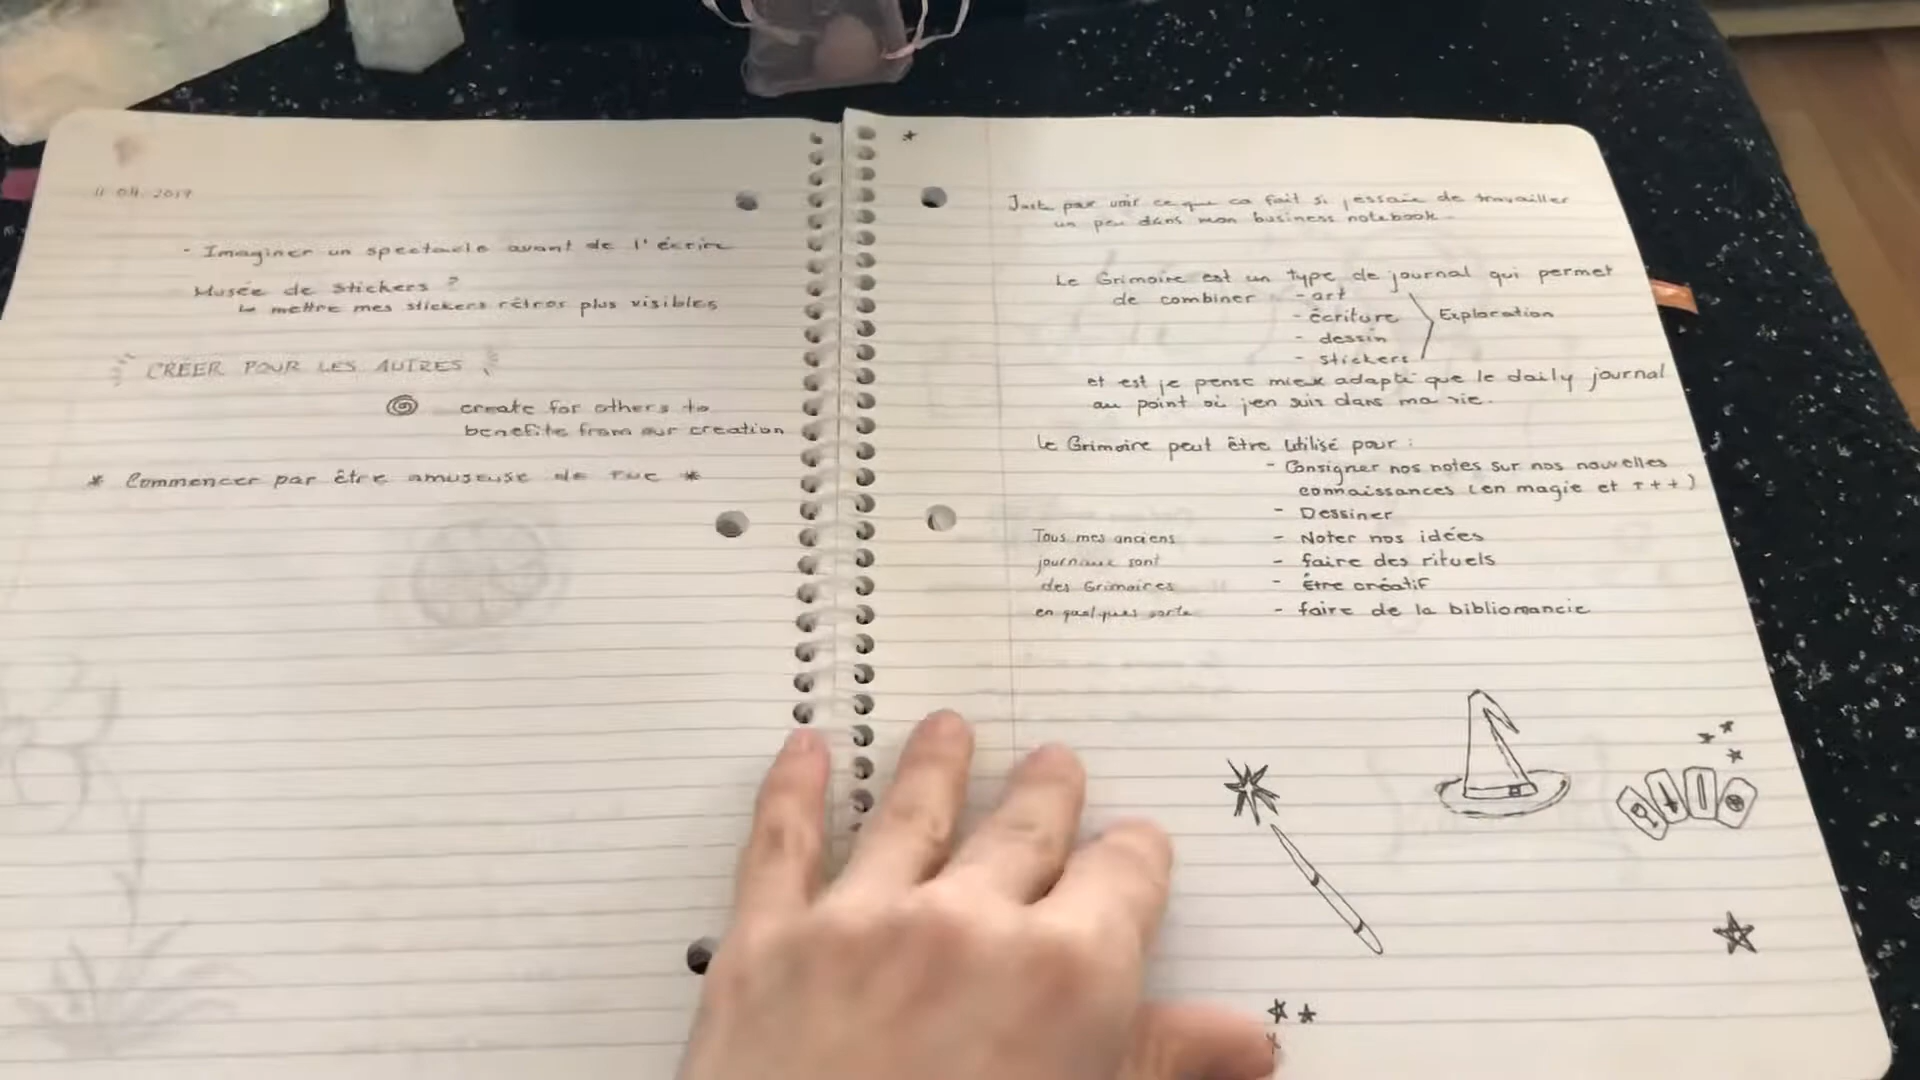 11 04. 2017
- Imaginer un spectacle avant de l'écrire
Musée de stickers ?
↳ mettre mes stickers rétros plus visibles
CRÉER POUR LES AUTRES
create for others to
benefits from our creation
* Commencer par être amuseuse de rue *
*
Just pour voir ce que ca fait si j'essaie de travailler
un peu dans mon business notebook.
Le Grimoire est un type de journal qui permet
de combiner - art
- écriture
Exploration
- dessin
- stickers
et est je pense mieux adapté que le daily journal
au point où j'en suis dans ma vie.
Le Grimoire peut être utilisé pour :
- Consigner nos notes sur nos nouvelles
connaissances (en magie et t++)
- Dessiner
- Noter nos idées
- faire des rituels
- Être créatif
- faire de la bibliomancie
Tous mes anciens
journaux sont
des Grimoires
en quelques sorte